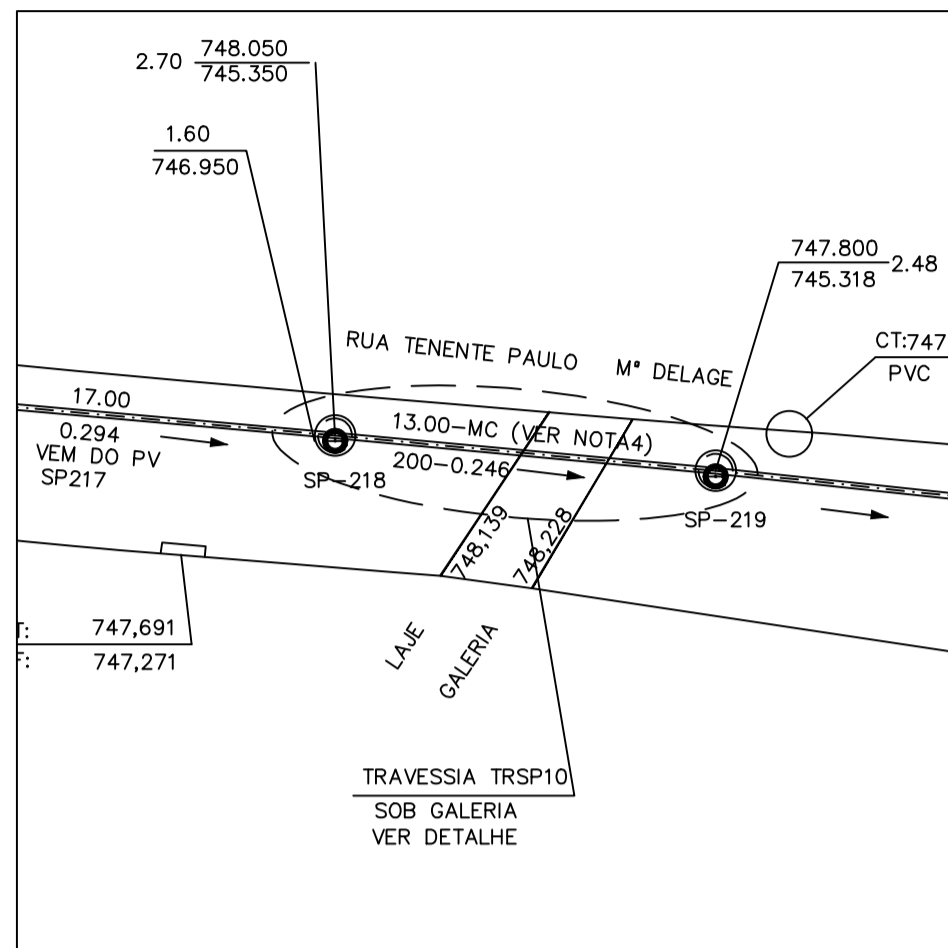 2.70
748.050
745.350
1.60
746.950
747.800
745.318
2.48
CT:747
PVC
RUA TENENTE PAULO Mª DELAGE
17.00
0.294
VEM DO PV
SP217
13.00-MC (VER NOTA4)
200-0.246
SP-218
SP-219
748,139
748,228
T: 747,691
F: 747,271
LAJE
GALERIA
TRAVESSIA TRSP10
SOB GALERIA
VER DETALHE